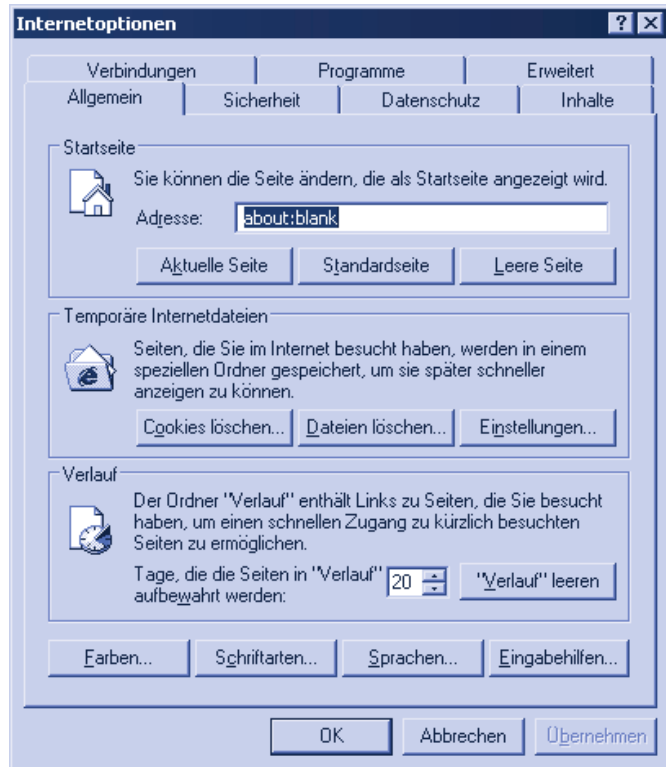 Internetoptionen
Verbindungen Programme Erweitert
Allgemein Sicherheit Datenschutz Inhalte
Startseite
Sie können die Seite ändern, die als Startseite angezeigt wird.
Adresse: about:blank
Aktuelle Seite Standardseite Leere Seite
Temporäre Internetdateien
Seiten, die Sie im Internet besucht haben, werden in einem
speziellen Ordner gespeichert, um sie später schneller
anzeigen zu können.
Cookies löschen... Dateien löschen... Einstellungen...
Verlauf
Der Ordner "Verlauf" enthält Links zu Seiten, die Sie besucht
haben, um einen schnellen Zugang zu kürzlich besuchten
Seiten zu ermöglichen.
Tage, die die Seiten in "Verlauf"
aufbewahrt werden: 20 "Verlauf" leeren
Farben... Schriftarten... Sprachen... Eingabehilfen...
OK Abbrechen Übernehmen